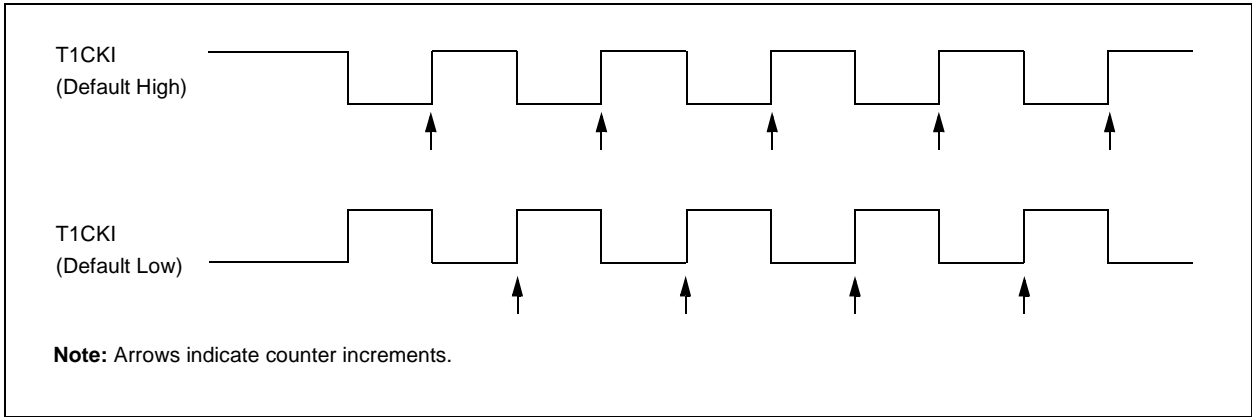 T1CKI
(Default High)
T1CKI
(Default Low)
Note: Arrows indicate counter increments.